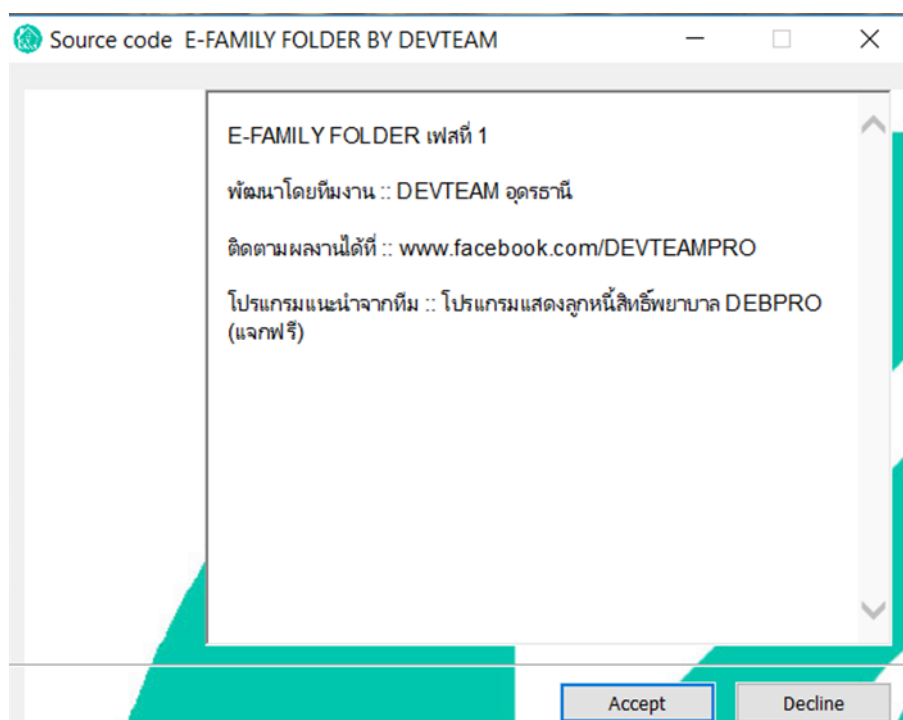 Source code E-FAMILY FOLDER BY DEVTEAM
E-FAMILY FOLDER เฟสที่ 1
พัฒนาโดยทีมงาน :: DEVTEAM อุดรธานี
ติดตามผลงานได้ที่ :: www.facebook.com/DEVTEAMPRO
โปรแกรมแนะนำจากทีม :: โปรแกรมแสดงลูกหนี้สิทธิ์พยาบาล DEBPRO
(แจกฟรี)
Accept Decline